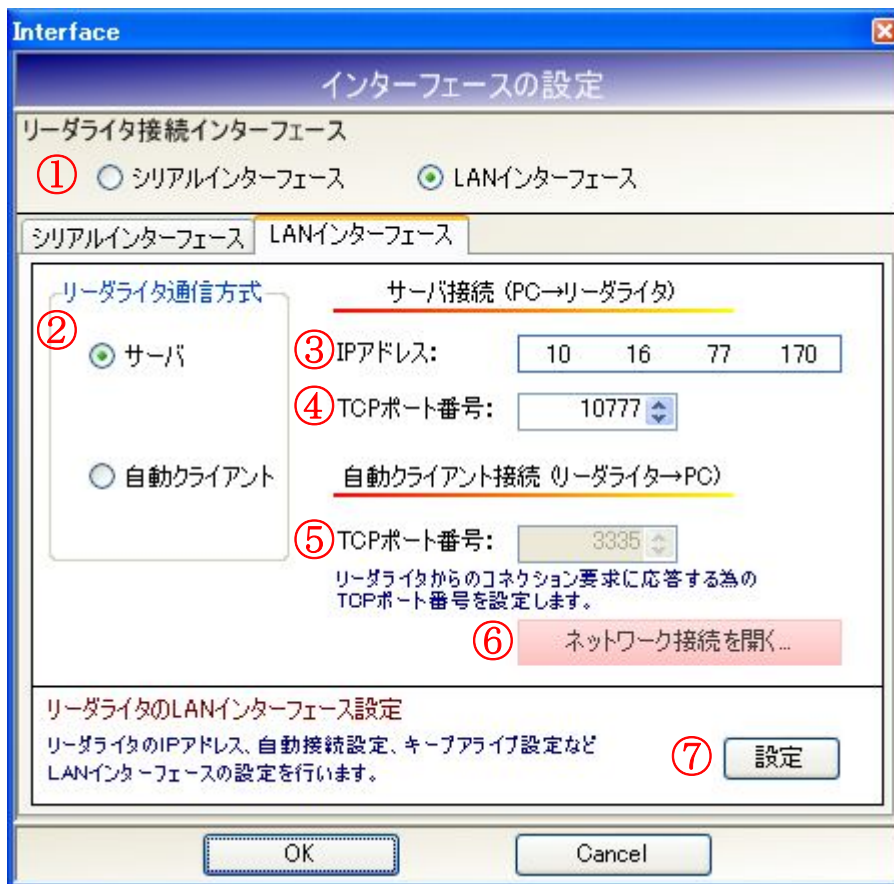 Interface
インターフェースの設定
リーダライタ接続インターフェース
① シリアルインターフェース LANインターフェース
シリアルインターフェース LANインターフェース
リーダライタ通信方式
② サーバ
自動クライアント
サーバ接続 (PC→リーダライタ)
③ IPアドレス: 10 16 77 170
④ TCPポート番号: 10777
自動クライアント接続 (リーダライタ→PC)
⑤ TCPポート番号: 3335
リーダライタからのコネクション要求に応答する為の
TCPポート番号を設定します。
⑥ ネットワーク接続を開く...
リーダライタのLANインターフェース設定
リーダライタのIPアドレス、自動接続設定、キープアライブ設定など
LANインターフェースの設定を行います。
⑦ 設定
OK Cancel